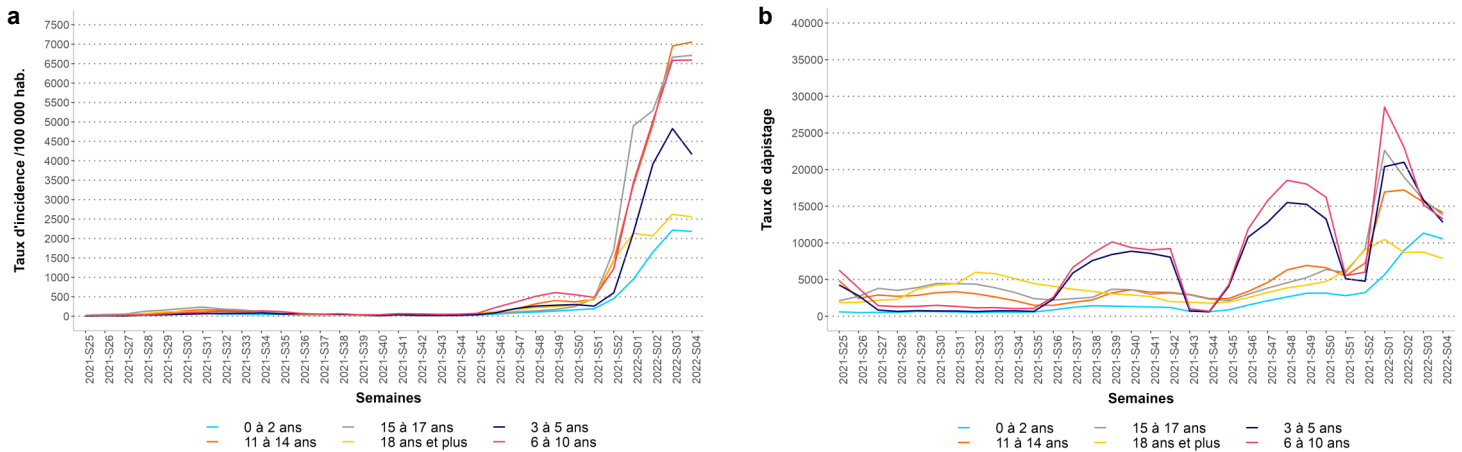 a
Taux d'incidence /100 000 hab.
7500
7000
6500
6000
5500
5000
4500
4000
3500
3000
2500
2000
1500
1000
500
0
2021-S25
2021-S26
2021-S27
2021-S28
2021-S29
2021-S30
2021-S31
2021-S32
2021-S33
2021-S34
2021-S35
2021-S36
2021-S37
2021-S38
2021-S39
2021-S40
2021-S41
2021-S42
2021-S43
2021-S44
2021-S45
2021-S46
2021-S47
2021-S48
2021-S49
2021-S50
2021-S51
2021-S52
2022-S01
2022-S02
2022-S03
2022-S04
Semaines
0 à 2 ans
15 à 17 ans
3 à 5 ans
11 à 14 ans
18 ans et plus
6 à 10 ans
b
Taux de dàpistage
40000
35000
30000
25000
20000
15000
10000
5000
0
2021-S25
2021-S26
2021-S27
2021-S28
2021-S29
2021-S30
2021-S31
2021-S32
2021-S33
2021-S34
2021-S35
2021-S36
2021-S37
2021-S38
2021-S39
2021-S40
2021-S41
2021-S42
2021-S43
2021-S44
2021-S45
2021-S46
2021-S47
2021-S48
2021-S49
2021-S50
2021-S51
2021-S52
2022-S01
2022-S02
2022-S03
2022-S04
Semaines
0 à 2 ans
15 à 17 ans
3 à 5 ans
11 à 14 ans
18 ans et plus
6 à 10 ans